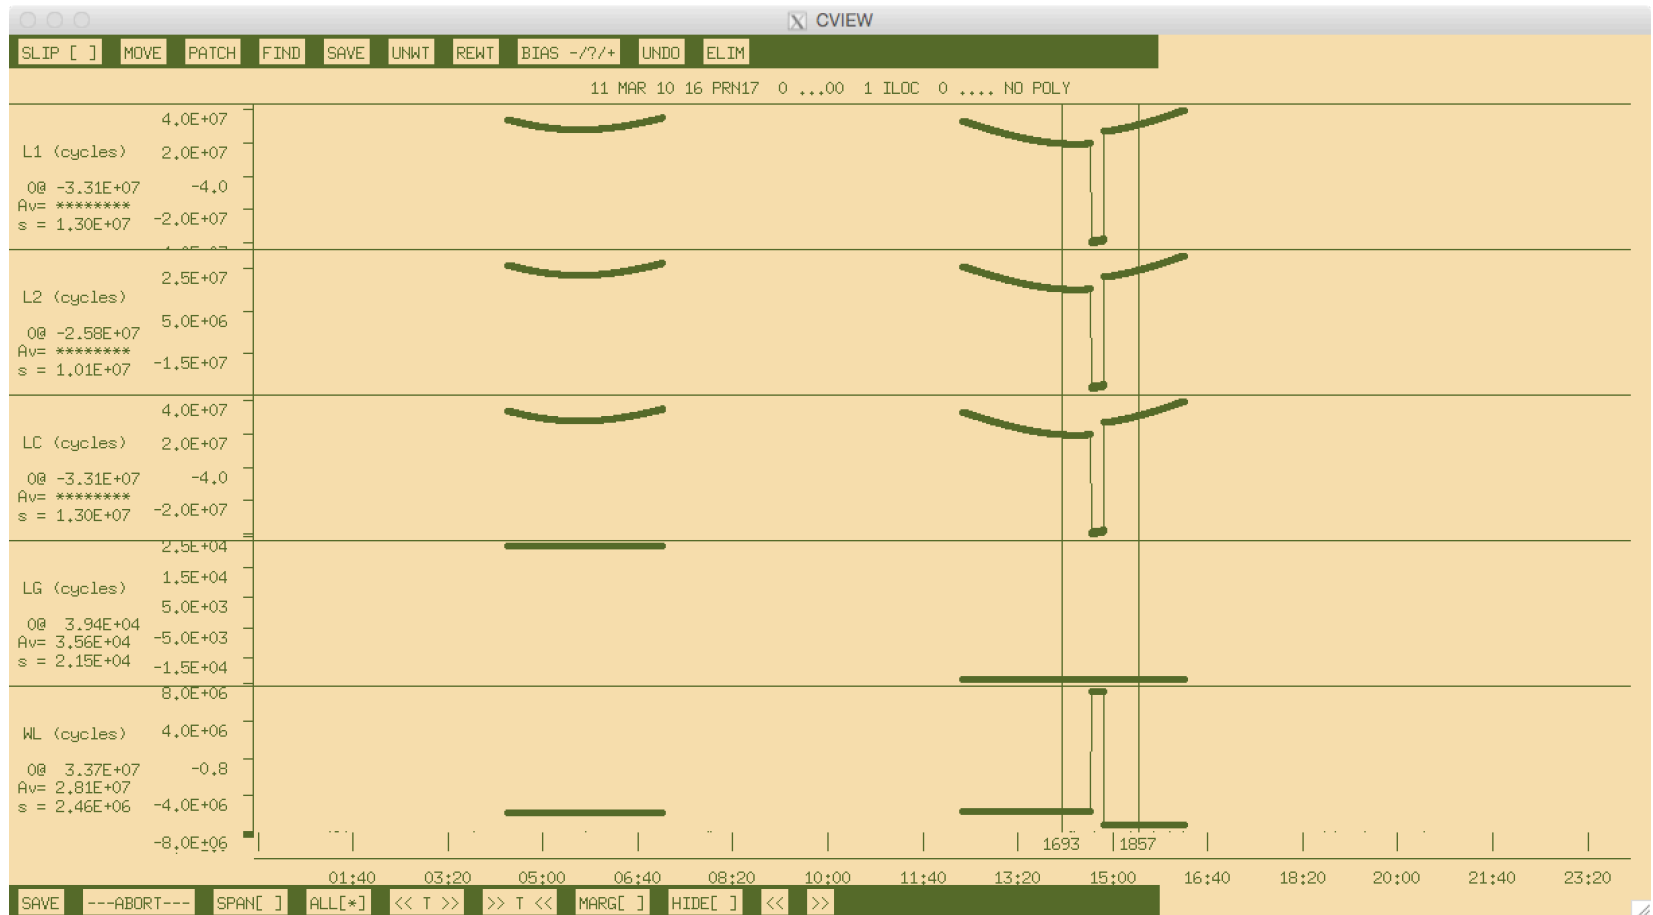 CVIEW
SLIP [ ] MOVE PATCH FIND SAVE UNWT REWT BIAS -/?/+ UNDO ELIM
11 MAR 10 16 PRN17 0 ...00 1 ILOC 0 .... NO POLY
4.0E+07
L1 (cycles) 2.0E+07
0@ -3.31E+07 -4.0
Av= ********
-2.0E+07
s = 1.30E+07
2.5E+07
L2 (cycles)
5.0E+06
0@ -2.58E+07
Av= ********
-1.5E+07
s = 1.01E+07
4.0E+07
LC (cycles) 2.0E+07
0@ -3.31E+07 -4.0
Av= ********
-2.0E+07
s = 1.30E+07
2.5E+04
1.5E+04
LG (cycles)
5.0E+03
0@ 3.94E+04
Av= 3.56E+04 -5.0E+03
s = 2.15E+04 -1.5E+04
8.0E+06
LW (cycles) 4.0E+06
0@ 3.37E+07 -0.8
Av= 2.81E+07
s = 2.46E+06 -4.0E+06
-8.0E+06 1693 1857
01:40 03:20 05:00 06:40 08:20 10:00 11:40 13:20 15:00 16:40 18:20 20:00 21:40 23:20
SAVE ---ABORT--- SPAN[ ] ALL[*] << T >> >> T << MARG[ ] HIDE[ ] << >>